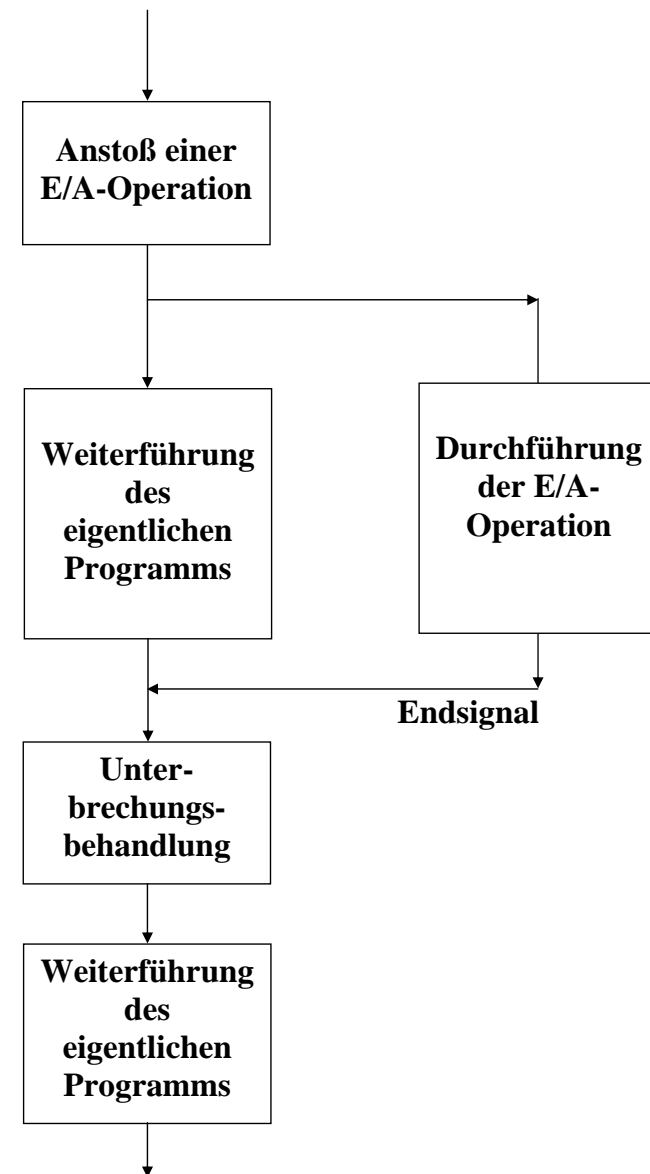 Anstoß einer
E/A-Operation
Weiterführung
des
eigentlichen
Programms
Durchführung
der E/A-
Operation
Endsignal
Unter-
brechungs-
behandlung
Weiterführung
des
eigentlichen
Programms